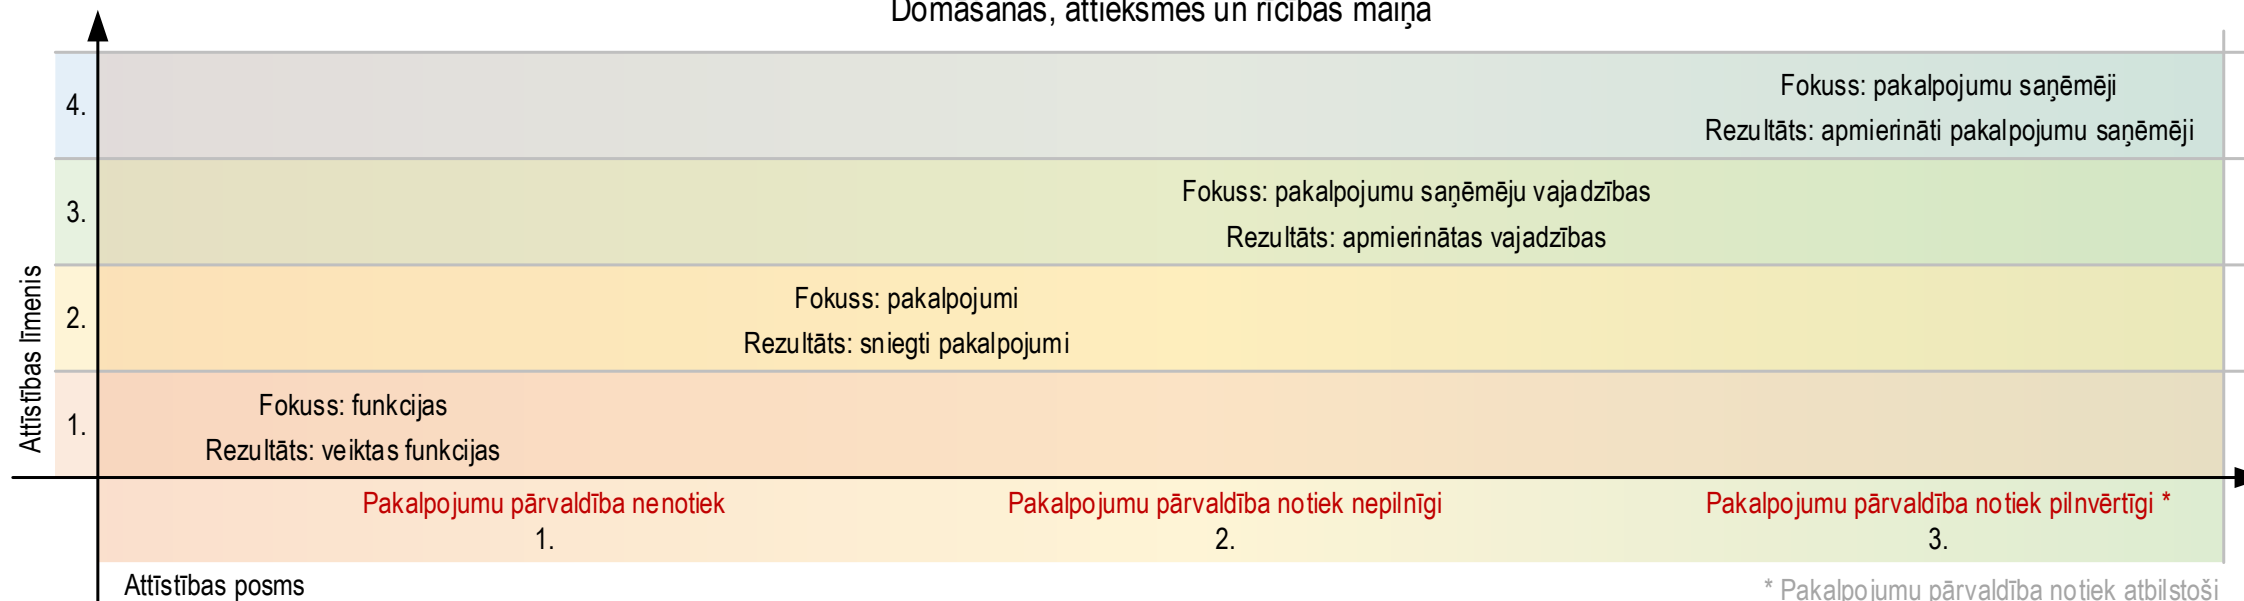 Domāšanas, attieksmes un rīcības maiņa
4.
Fokuss: pakalpojumu saņēmēji
Rezultāts: apmierināti pakalpojumu saņēmēji
3.
Fokuss: pakalpojumu saņēmēju vajadzības
Rezultāts: apmierinātas vajadzības
2.
Fokuss: pakalpojumi
Rezultāts: sniegti pakalpojumi
1.
Fokuss: funkcijas
Rezultāts: veiktas funkcijas
Attīstības līmenis
Pakalpojumu pārvaldība nenotiek
1.
Pakalpojumu pārvaldība notiek nepilnīgi
2.
Pakalpojumu pārvaldība notiek pilnvērtīgi *
3.
Attīstības posms
* Pakalpojumu pārvaldība notiek atbilstoši